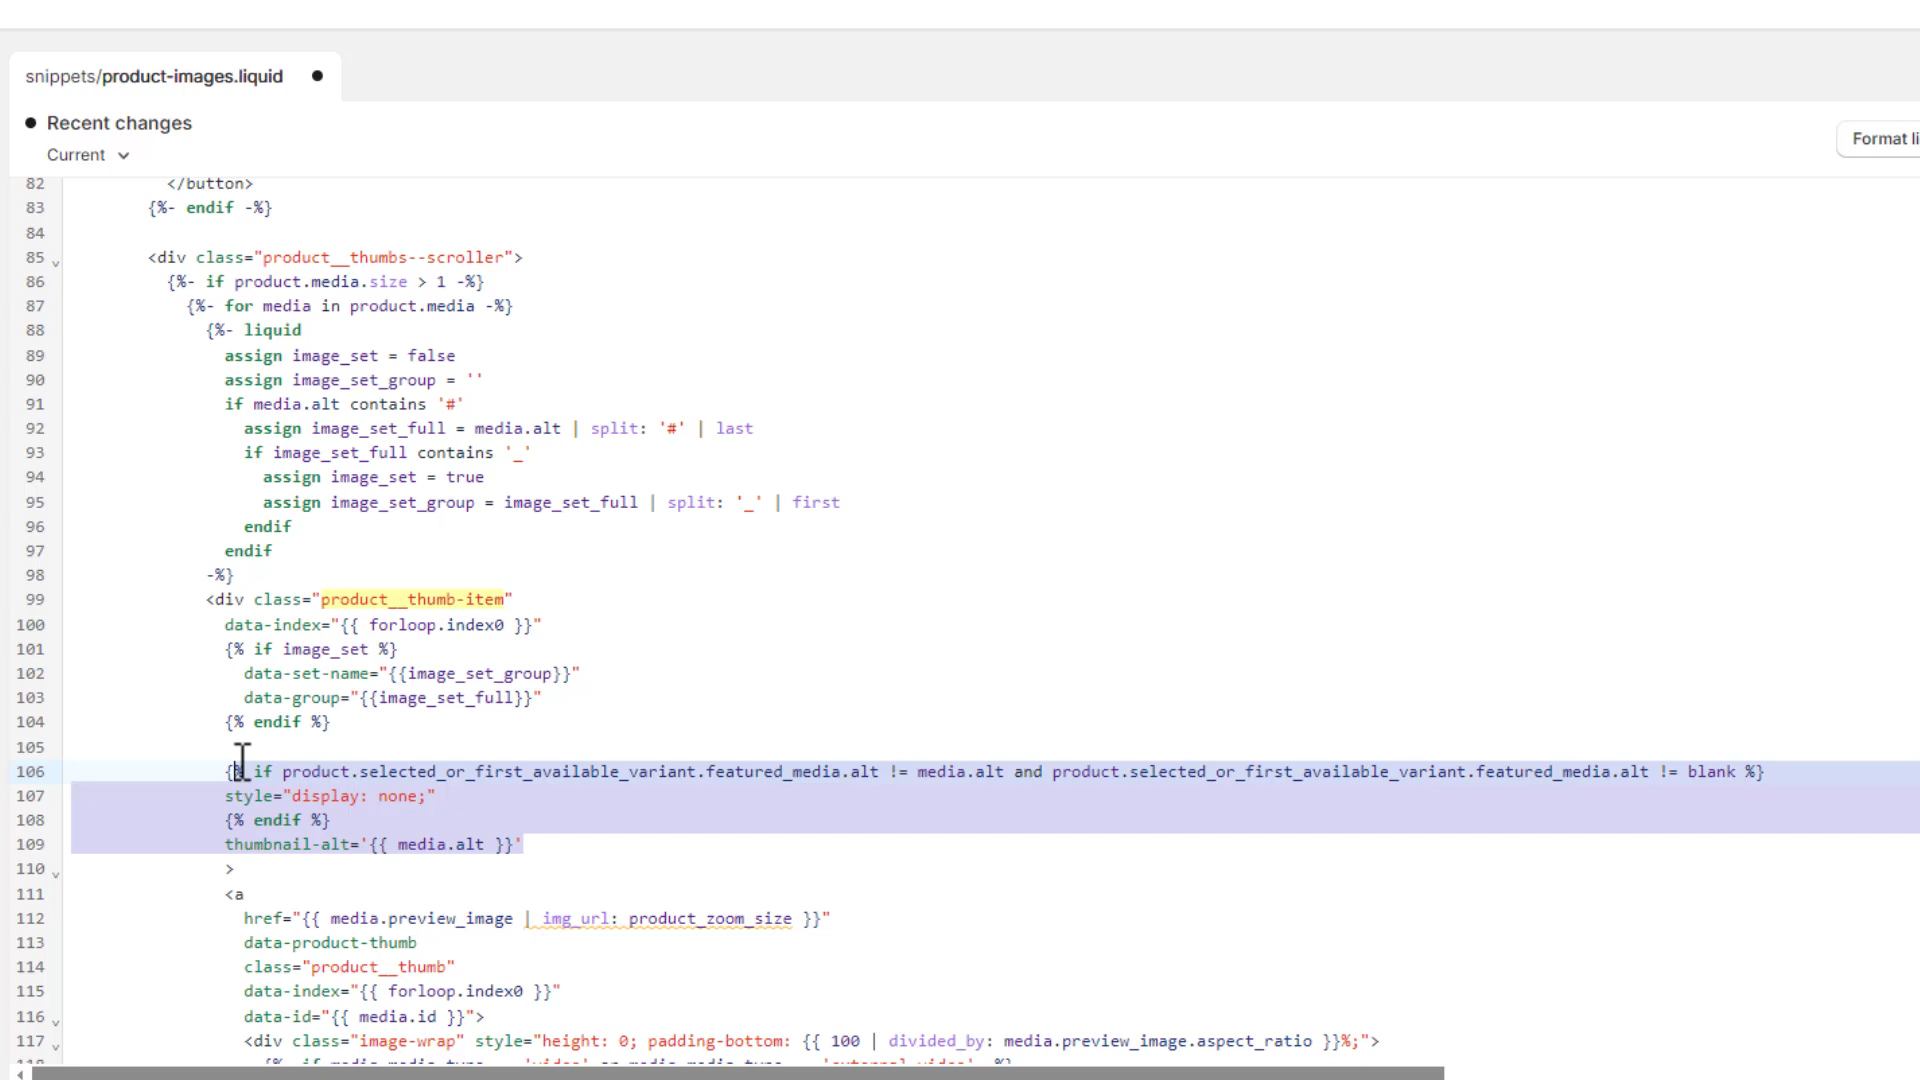 snippets/product-images.liquid
Recent changes
Current
Format li
82 </button>
83 {%- endif -%}
84
85 <div class="product__thumbs--scroller">
86 {%- if product.media.size > 1 -%}
87 {%- for media in product.media -%}
88 {%- liquid
89 assign image_set = false
90 assign image_set_group = ''
91 if media.alt contains '#'
92 assign image_set_full = media.alt | split: '#' | last
93 if image_set_full contains '_'
94 assign image_set = true
95 assign image_set_group = image_set_full | split: '_' | first
96 endif
97 endif
98 -%}
99 <div class="product__thumb-item"
100 data-index="{{ forloop.index0 }}"
101 {% if image_set %}
102 data-set-name="{{image_set_group}}"
103 data-group="{{image_set_full}}"
104 {% endif %}
105
106 {% if product.selected_or_first_available_variant.featured_media.alt != media.alt and product.selected_or_first_available_variant.featured_media.alt != blank %}
107 style="display: none;"
108 {% endif %}
109 thumbnail-alt='{{ media.alt }}'
110 >
111 <a
112 href="{{ media.preview_image | img_url: product_zoom_size }}"
113 data-product-thumb
114 class="product__thumb"
115 data-index="{{ forloop.index0 }}"
116 data-id="{{ media.id }}">
117 <div class="image-wrap" style="height: 0; padding-bottom: {{ 100 | divided_by: media.preview_image.aspect_ratio }}%;">